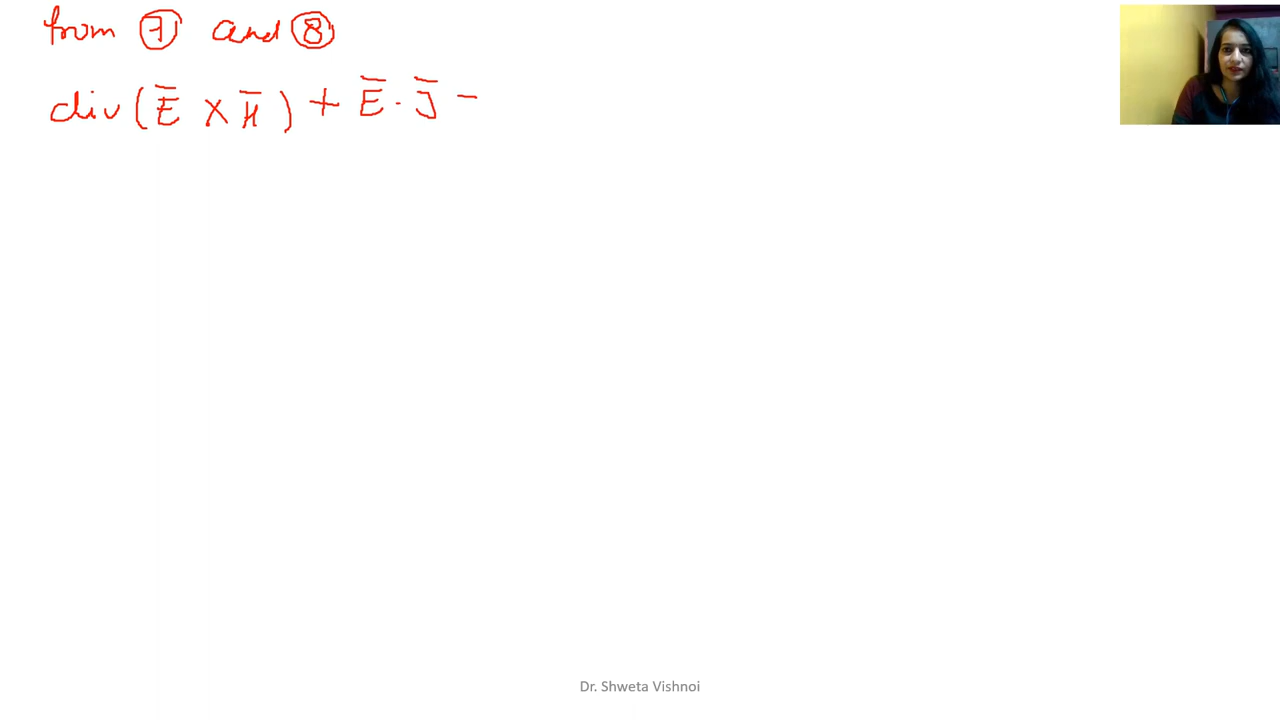 from ⑦ and ⑧
div(E̅ × H̅) + E̅ · J̅ -
Dr. Shweta Vishnoi